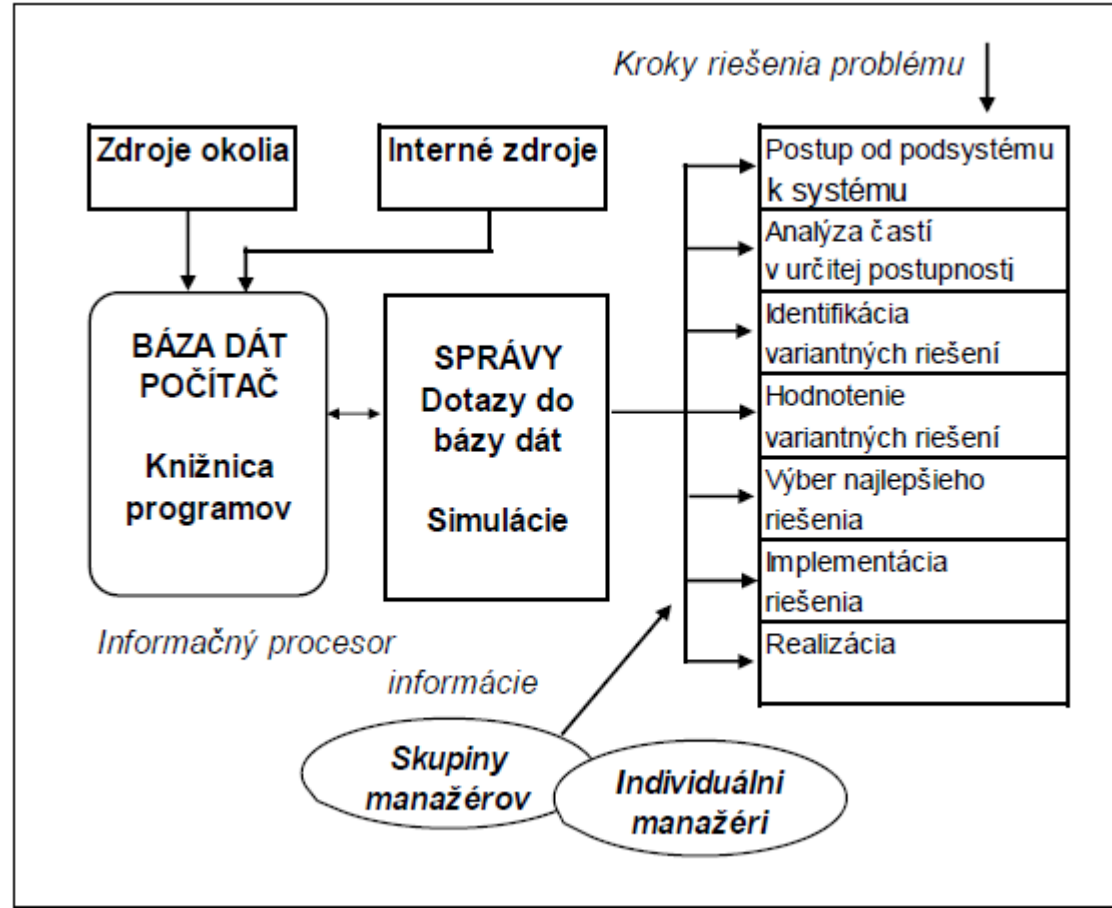 Kroky riešenia problému
Zdroje okolia
Interné zdroje
BÁZA DÁT
POČÍTAČ
Knižnica
programov
SPRÁVY
Dotazy do
bázy dát
Simulácie
Postup od podsystému
k systému
Analýza častí
v určitej postupnosti
Identifikácia
variantných riešení
Hodnotenie
variantných riešení
Výber najlepšieho
riešenia
Implementácia
riešenia
Realizácia
Informačný procesor
informácie
Skupiny
manažérov
Individuálni
manažéri